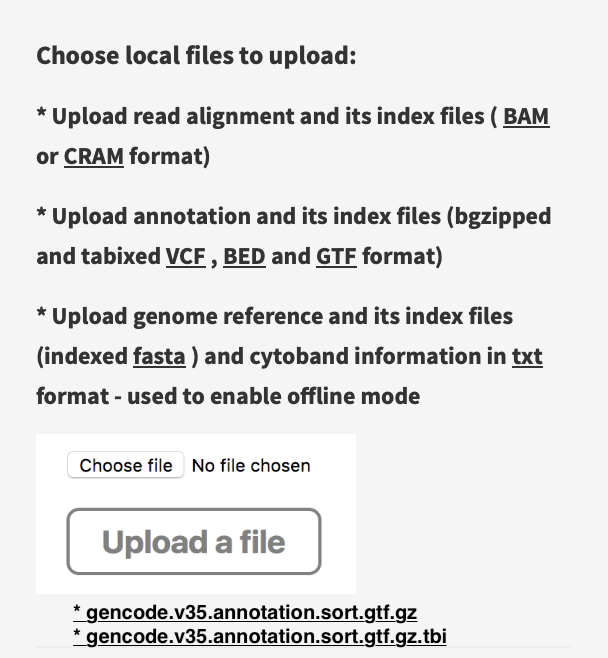 Choose local files to upload:
* Upload read alignment and its index files ( BAM
or CRAM format)
* Upload annotation and its index files (bgzipped
and tabixed VCF , BED and GTF format)
* Upload genome reference and its index files
(indexed fasta ) and cytoband information in txt
format - used to enable offline mode
Choose file No file chosen
Upload a file
* gencode.v35.annotation.sort.gtf.gz
* gencode.v35.annotation.sort.gtf.gz.tbi